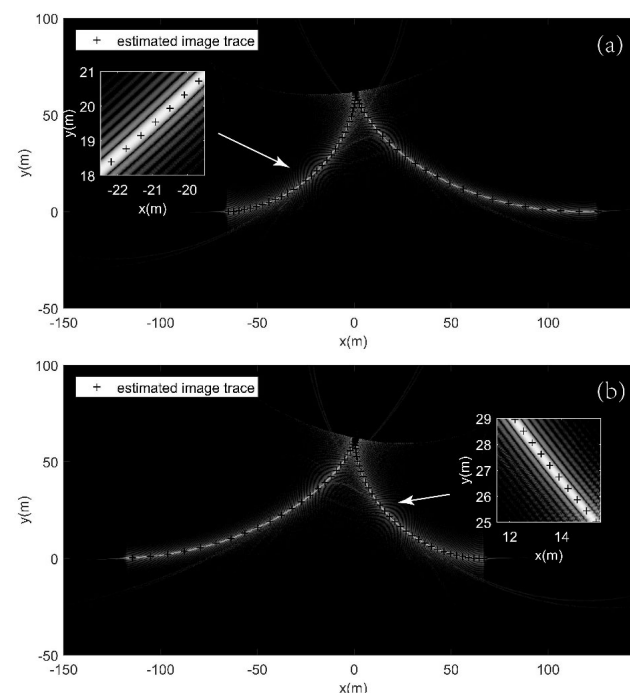 100
+ estimated image trace
(a)
21
20
19
18
y(m)
-22 -21 -20
x(m)
50
0
-50
y(m)
-150 -100 -50 0 50 100
x(m)
100
+ estimated image trace
(b)
29
28
27
26
25
y(m)
12 14
x(m)
50
0
-50
y(m)
-150 -100 -50 0 50 100
x(m)